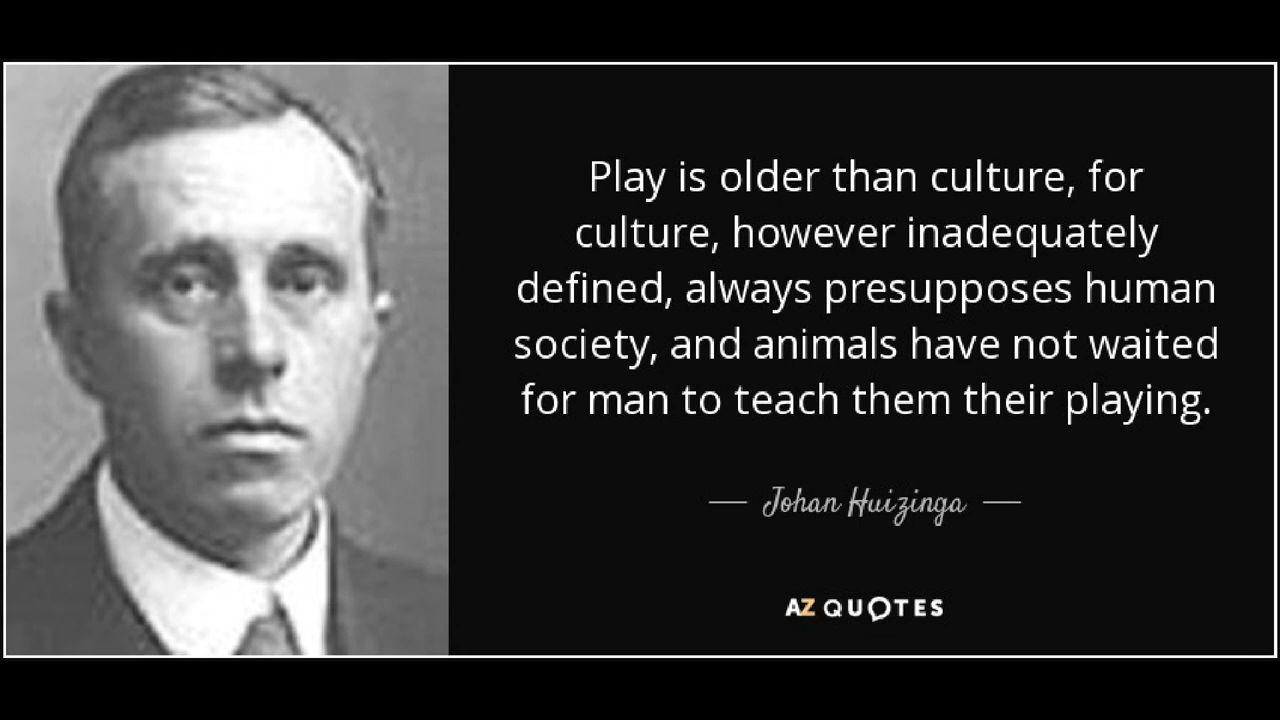 Play is older than culture, for
culture, however inadequately
defined, always presupposes human
society, and animals have not waited
for man to teach them their playing.
Johan Huizinga
AZ QUOTES